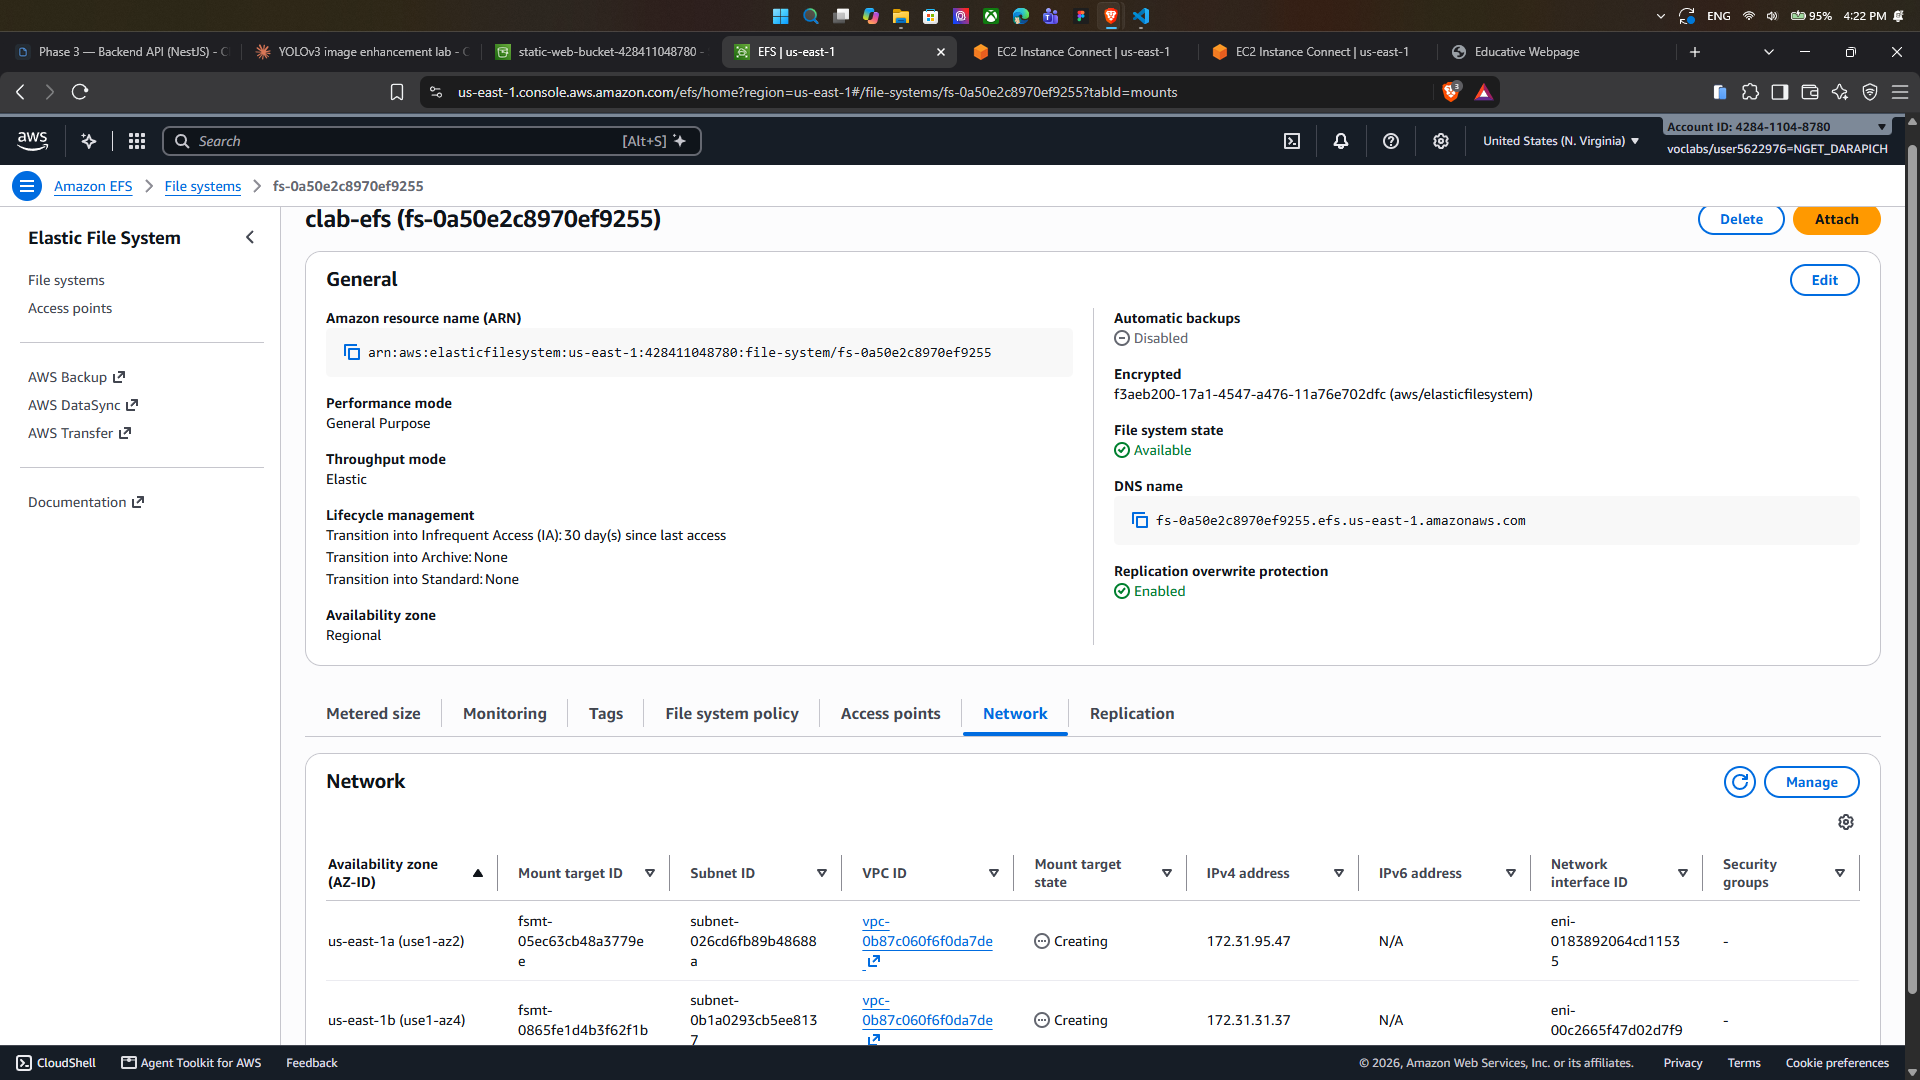 ENG
95%
4:22 PM
Phase 3 — Backend API (NestJS) - C
YOLOv3 image enhancement lab - C
static-web-bucket-428411048780 -
EFS | us-east-1
EC2 Instance Connect | us-east-1
EC2 Instance Connect | us-east-1
Educative Webpage
us-east-1.console.aws.amazon.com/efs/home?region=us-east-1#/file-systems/fs-0a50e2c8970ef9255?tabId=mounts
3
aws
Search
[Alt+S]
United States (N. Virginia)
Account ID: 4284-1104-8780
voclabs/user5622976=NGET_DARAPICH
Amazon EFS
File systems
fs-0a50e2c8970ef9255
Elastic File System
File systems
Access points
AWS Backup
AWS DataSync
AWS Transfer
Documentation
clab-efs (fs-0a50e2c8970ef9255)
Delete
Attach
General
Edit
Amazon resource name (ARN)
arn:aws:elasticfilesystem:us-east-1:428411048780:file-system/fs-0a50e2c8970ef9255
Performance mode
General Purpose
Throughput mode
Elastic
Lifecycle management
Transition into Infrequent Access (IA): 30 day(s) since last access
Transition into Archive: None
Transition into Standard: None
Availability zone
Regional
Automatic backups
Disabled
Encrypted
f3aeb200-17a1-4547-a476-11a76e702dfc (aws/elasticfilesystem)
File system state
Available
DNS name
fs-0a50e2c8970ef9255.efs.us-east-1.amazonaws.com
Replication overwrite protection
Enabled
Metered size
Monitoring
Tags
File system policy
Access points
Network
Replication
Network
Manage
Availability zone
(AZ-ID)
Mount target ID
Subnet ID
VPC ID
Mount target
state
IPv4 address
IPv6 address
Network
interface ID
Security
groups
us-east-1a (use1-az2)
fsmt-
05ec63cb48a3779e
e
subnet-
026cd6fb89b48688
a
vpc-
0b87c060f6f0da7de
Creating
172.31.95.47
N/A
eni-
0183892064cd1153
5
-
us-east-1b (use1-az4)
fsmt-
0865fe1d4b3f62f1b
subnet-
0b1a0293cb5ee813
7
vpc-
0b87c060f6f0da7de
Creating
172.31.31.37
N/A
eni-
00c2665f47d02d7f9
-
CloudShell
Agent Toolkit for AWS
Feedback
© 2026, Amazon Web Services, Inc. or its affiliates.
Privacy
Terms
Cookie preferences